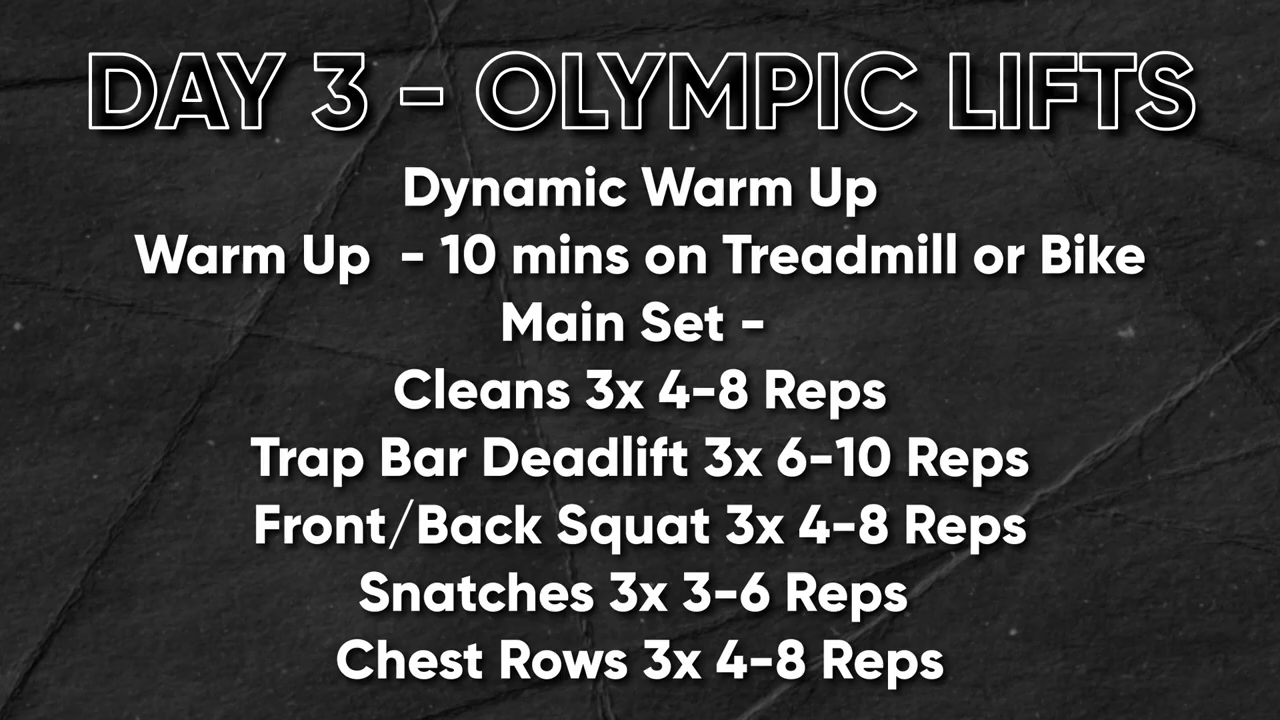 DAY 3 - OLYMPIC LIFTS
Dynamic Warm Up
Warm Up - 10 mins on Treadmill or Bike
Main Set -
Cleans 3x 4-8 Reps
Trap Bar Deadlift 3x 6-10 Reps
Front/Back Squat 3x 4-8 Reps
Snatches 3x 3-6 Reps
Chest Rows 3x 4-8 Reps